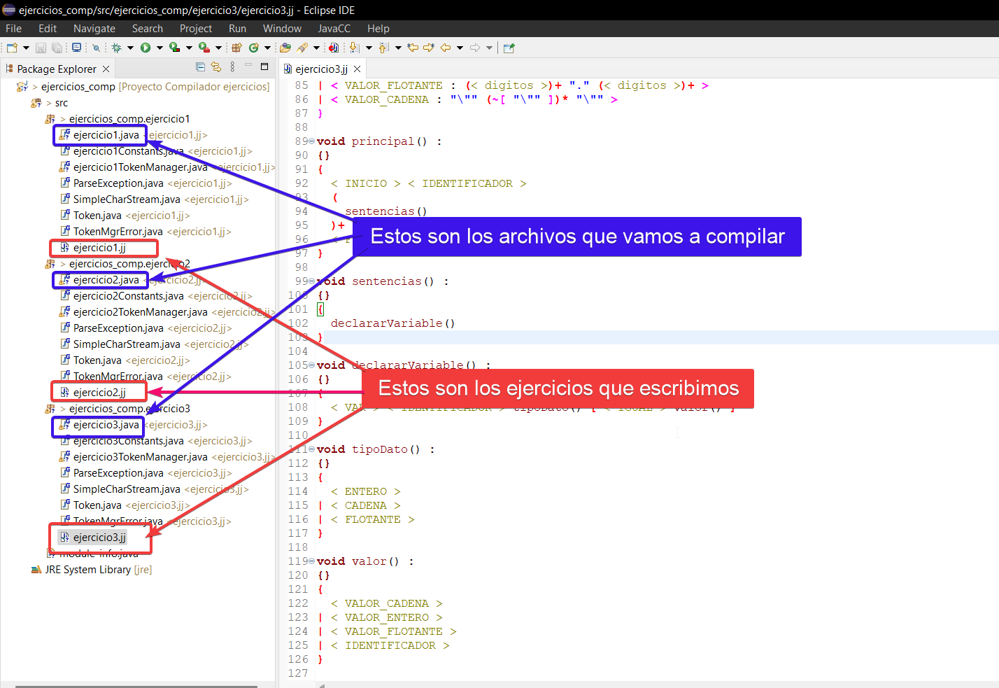 ejercicios_comp/src/ejercicios_comp/ejercicio3/ejercicio3.jj - Eclipse IDE
File Edit Navigate Search Project Run Window JavaCC Help
Package Explorer
> ejercicios_comp [Proyecto Compilador ejercicios]
> src
> ejercicios_comp.ejercicio1
ejercicio1.java <ejercicio1.jj>
ejercicio1Constants.java <ejercicio1.jj>
ejercicio1TokenManager.java <ejercicio1.jj>
ParseException.java <ejercicio1.jj>
SimpleCharStream.java <ejercicio1.jj>
Token.java <ejercicio1.jj>
TokenMgrError.java <ejercicio1.jj>
ejercicio1.jj
> ejercicios_comp.ejercicio2
ejercicio2.java <ejercicio2.jj>
ejercicio2Constants.java <ejercicio2.jj>
ejercicio2TokenManager.java <ejercicio2.jj>
ParseException.java <ejercicio2.jj>
SimpleCharStream.java <ejercicio2.jj>
Token.java <ejercicio2.jj>
TokenMgrError.java <ejercicio2.jj>
ejercicio2.jj
> ejercicios_comp.ejercicio3
ejercicio3.java <ejercicio3.jj>
ejercicio3Constants.java <ejercicio3.jj>
ejercicio3TokenManager.java <ejercicio3.jj>
ParseException.java <ejercicio3.jj>
SimpleCharStream.java <ejercicio3.jj>
Token.java <ejercicio3.jj>
TokenMgrError.java <ejercicio3.jj>
ejercicio3.jj
module-info.java
JRE System Library [jre]
ejercicio3.jj
85 | < VALOR_FLOTANTE : (< digitos >)+ "." (< digitos >)+ >
86 | < VALOR_CADENA : "\"" (~[ "\"" ])* "\"" >
87 }
88
89 void principal() :
90 {}
91 {
92 < INICIO > < IDENTIFICADOR >
93 (
94 sentencias()
95 )+
96 <
97 }
98
99 void sentencias() :
100 {}
101 {
102 declararVariable()
103 }
104
105 void declararVariable() :
106 {}
107 {
108 < VAR > < IDENTIFICADOR > tipoDato() [ < IGUAL > valor() ]
109 }
110
111 void tipoDato() :
112 {}
113 {
114 < ENTERO >
115 | < CADENA >
116 | < FLOTANTE >
117 }
118
119 void valor() :
120 {}
121 {
122 < VALOR_CADENA >
123 | < VALOR_ENTERO >
124 | < VALOR_FLOTANTE >
125 | < IDENTIFICADOR >
126 }
127
Estos son los archivos que vamos a compilar
Estos son los ejercicios que escribimos